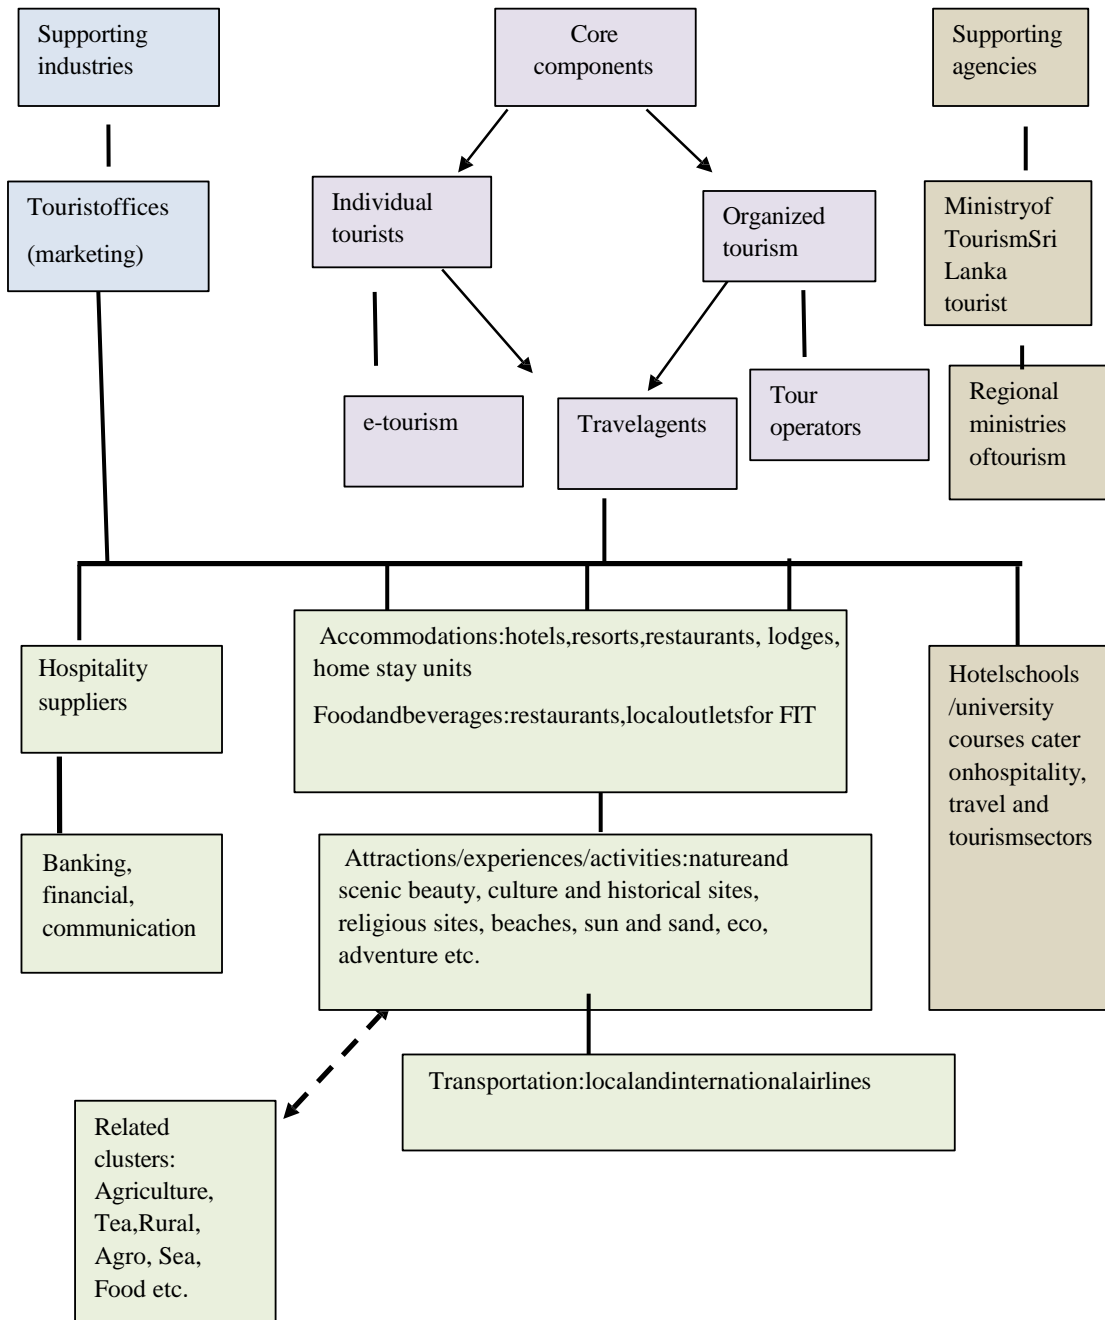 Supporting
industries
Core
components
Supporting
agencies
Touristoffices
(marketing)
Individual
tourists
Organized
tourism
Ministryof
TourismSri
Lanka
tourist
e-tourism
Travelagents
Tour
operators
Regional
ministries
oftourism
Hospitality
suppliers
Accommodations:hotels,resorts,restaurants, lodges,
home stay units
Foodandbeverages:restaurants,localoutletsfor FIT
Hotelschools
/university
courses cater
onhospitality,
travel and
tourismsectors
Banking,
financial,
communication
Attractions/experiences/activities:natureand
scenic beauty, culture and historical sites,
religious sites, beaches, sun and sand, eco,
adventure etc.
Transportation:localandinternationalairlines
Related
clusters:
Agriculture,
Tea,Rural,
Agro, Sea,
Food etc.